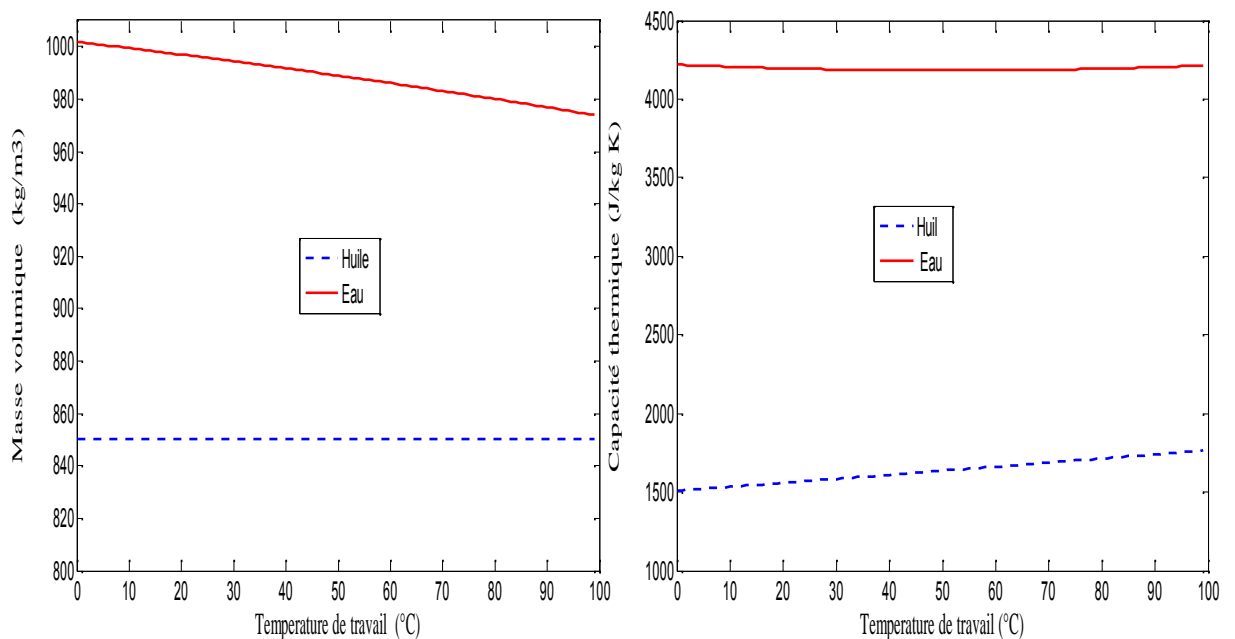 Masse volumique (kg/m3)
1000
980
960
940
920
900
880
860
840
820
800
0 10 20 30 40 50 60 70 80 90 100
Temperature de travail (°C)
Huile
Eau
Capacité thermique (J/kg K)
4500
4000
3500
3000
2500
2000
1500
1000
0 10 20 30 40 50 60 70 80 90 100
Temperature de travail (°C)
Huil
Eau